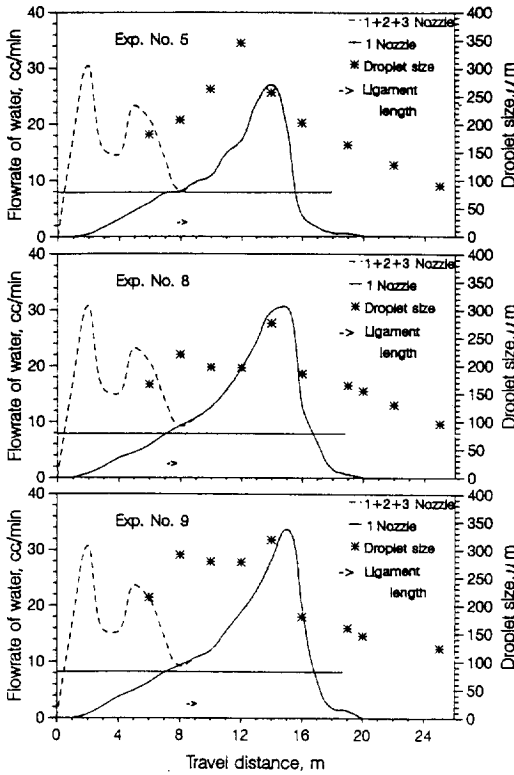 Exp. No. 5
1+2+3 Nozzle
1 Nozzle
Droplet size
-> Ligament
length
Flowrate of water, cc/min
40
30
20
10
0
Droplet size, μm
400
350
300
250
200
150
100
50
0
Exp. No. 8
1+2+3 Nozzle
1 Nozzle
Droplet size
-> Ligament
length
Flowrate of water, cc/min
40
30
20
10
0
Droplet size, μm
400
350
300
250
200
150
100
50
0
Exp. No. 9
1+2+3 Nozzle
1 Nozzle
Droplet size
-> Ligament
length
Flowrate of water, cc/min
40
30
20
10
0
Droplet size, μm
400
350
300
250
200
150
100
50
0
0 4 8 12 16 20 24
Travel distance, m